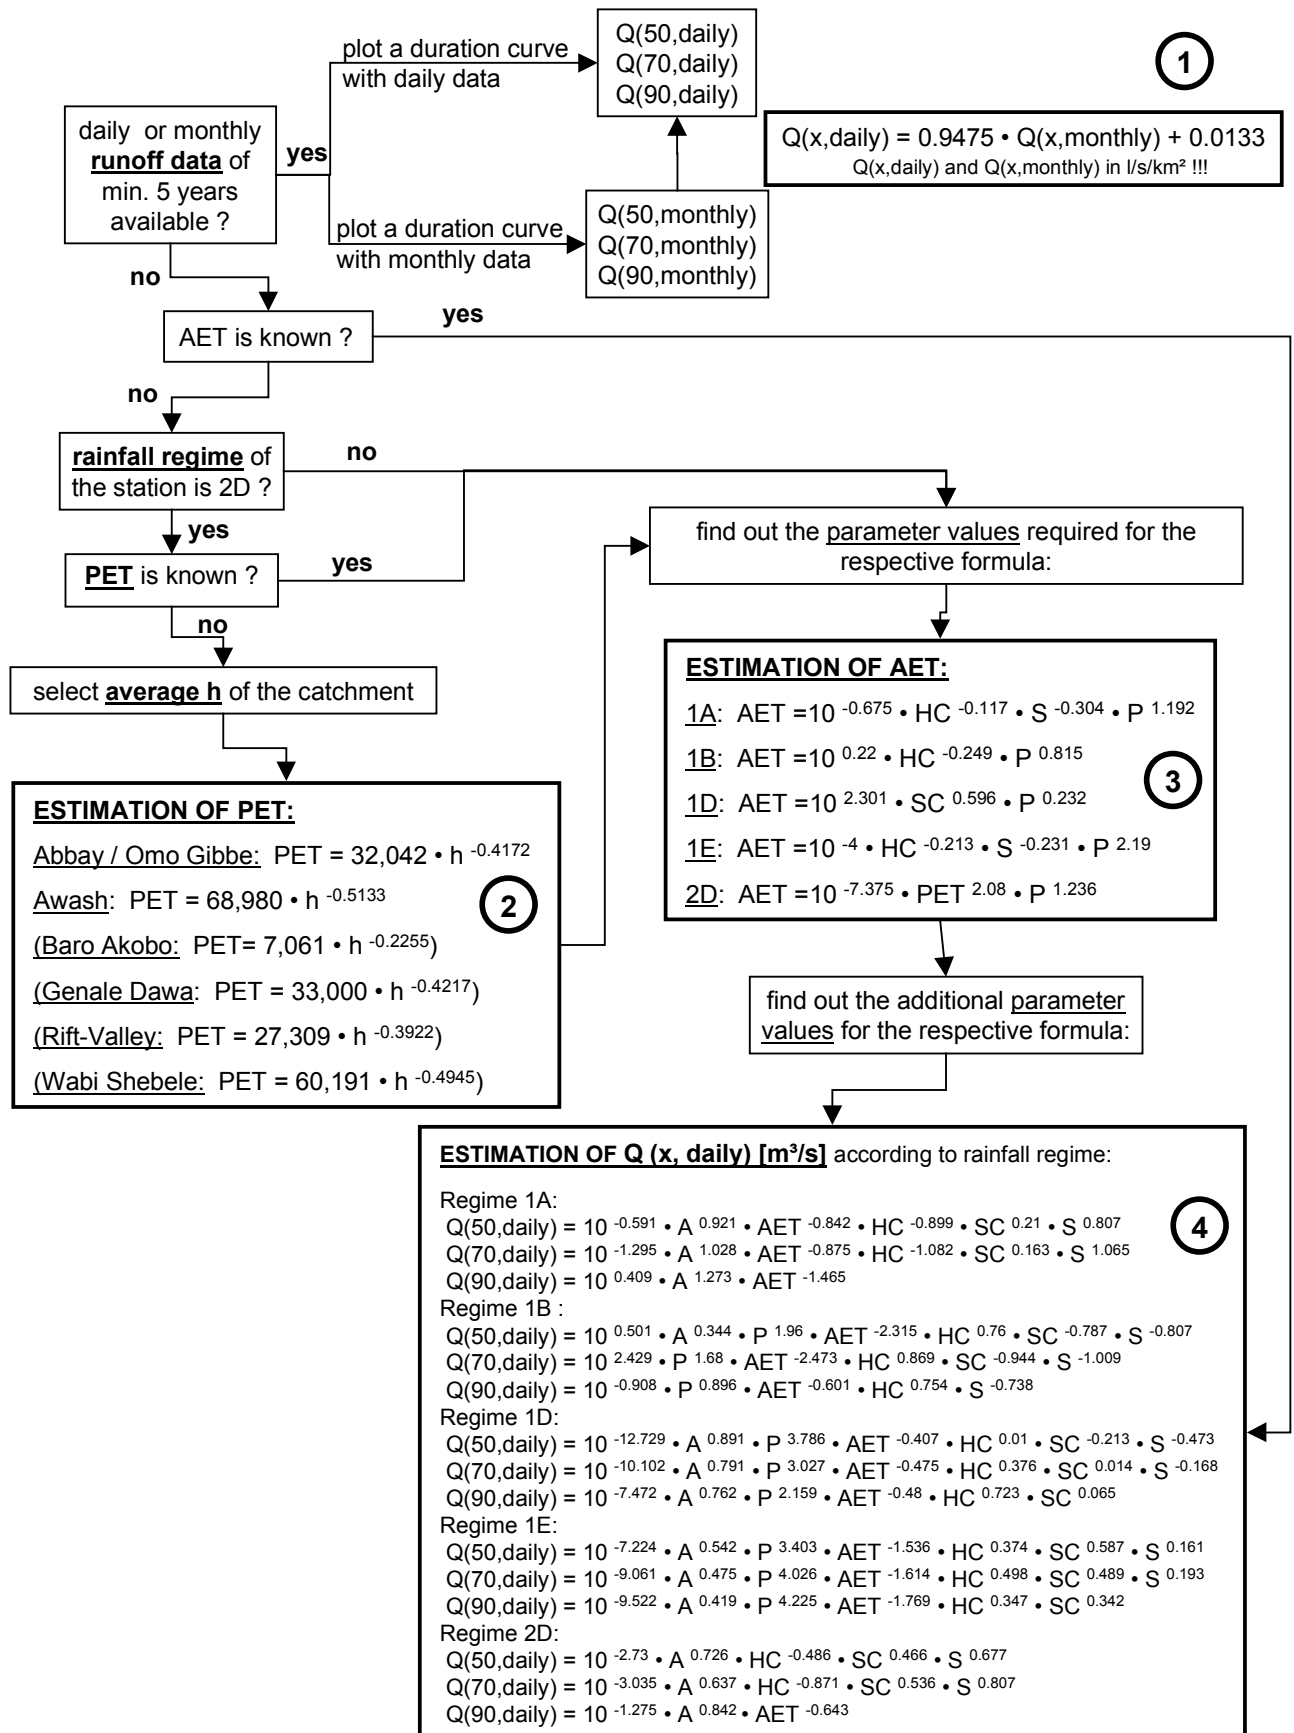 plot a duration curve
with daily data
Q(50,daily)
Q(70,daily)
Q(90,daily)
1
Q(x,daily) = 0.9475 • Q(x,monthly) + 0.0133
Q(x,daily) and Q(x,monthly) in l/s/km² !!!
daily or monthly
runoff data of
min. 5 years
available ?
yes
plot a duration curve
with monthly data
Q(50,monthly)
Q(70,monthly)
Q(90,monthly)
no
AET is known ?
yes
no
rainfall regime of
the station is 2D ?
no
yes
PET is known ?
yes
no
select average h of the catchment
find out the parameter values required for the
respective formula:
ESTIMATION OF PET:
Abbay / Omo Gibbe: PET = 32,042 • h -0.4172
Awash: PET = 68,980 • h -0.5133
(Baro Akobo: PET= 7,061 • h -0.2255)
(Genale Dawa: PET = 33,000 • h -0.4217)
(Rift-Valley: PET = 27,309 • h -0.3922)
(Wabi Shebele: PET = 60,191 • h -0.4945)
2
ESTIMATION OF AET:
1A: AET =10 -0.675 • HC -0.117 • S -0.304 • P 1.192
1B: AET =10 0.22 • HC -0.249 • P 0.815
1D: AET =10 2.301 • SC 0.596 • P 0.232
1E: AET =10 -4 • HC -0.213 • S -0.231 • P 2.19
2D: AET =10 -7.375 • PET 2.08 • P 1.236
3
find out the additional parameter
values for the respective formula:
ESTIMATION OF Q (x, daily) [m³/s] according to rainfall regime:
4
Regime 1A:
Q(50,daily) = 10 -0.591 • A 0.921 • AET -0.842 • HC -0.899 • SC 0.21 • S 0.807
Q(70,daily) = 10 -1.295 • A 1.028 • AET -0.875 • HC -1.082 • SC 0.163 • S 1.065
Q(90,daily) = 10 0.409 • A 1.273 • AET -1.465
Regime 1B :
Q(50,daily) = 10 0.501 • A 0.344 • P 1.96 • AET -2.315 • HC 0.76 • SC -0.787 • S -0.807
Q(70,daily) = 10 2.429 • P 1.68 • AET -2.473 • HC 0.869 • SC -0.944 • S -1.009
Q(90,daily) = 10 -0.908 • P 0.896 • AET -0.601 • HC 0.754 • S -0.738
Regime 1D:
Q(50,daily) = 10 -12.729 • A 0.891 • P 3.786 • AET -0.407 • HC 0.01 • SC -0.213 • S -0.473
Q(70,daily) = 10 -10.102 • A 0.791 • P 3.027 • AET -0.475 • HC 0.376 • SC 0.014 • S -0.168
Q(90,daily) = 10 -7.472 • A 0.762 • P 2.159 • AET -0.48 • HC 0.723 • SC 0.065
Regime 1E:
Q(50,daily) = 10 -7.224 • A 0.542 • P 3.403 • AET -1.536 • HC 0.374 • SC 0.587 • S 0.161
Q(70,daily) = 10 -9.061 • A 0.475 • P 4.026 • AET -1.614 • HC 0.498 • SC 0.489 • S 0.193
Q(90,daily) = 10 -9.522 • A 0.419 • P 4.225 • AET -1.769 • HC 0.347 • SC 0.342
Regime 2D:
Q(50,daily) = 10 -2.73 • A 0.726 • HC -0.486 • SC 0.466 • S 0.677
Q(70,daily) = 10 -3.035 • A 0.637 • HC -0.871 • SC 0.536 • S 0.807
Q(90,daily) = 10 -1.275 • A 0.842 • AET -0.643